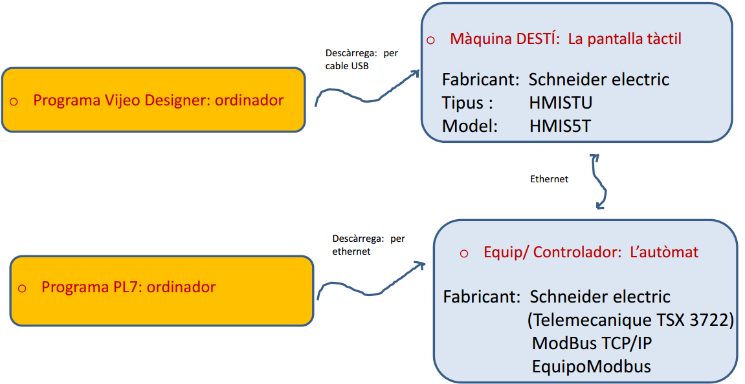 Descàrrega: per
cable USB
○ Màquina DESTÍ: La pantalla tàctil
Fabricant: Schneider electric
Tipus : HMISTU
Model: HMIS5T
○ Programa Vijeo Designer: ordinador
Ethernet
Descàrrega: per
ethernet
○ Equip/ Controlador: L'autòmat
Fabricant: Schneider electric
(Telemecanique TSX 3722)
ModBus TCP/IP
EquipoModbus
○ Programa PL7: ordinador